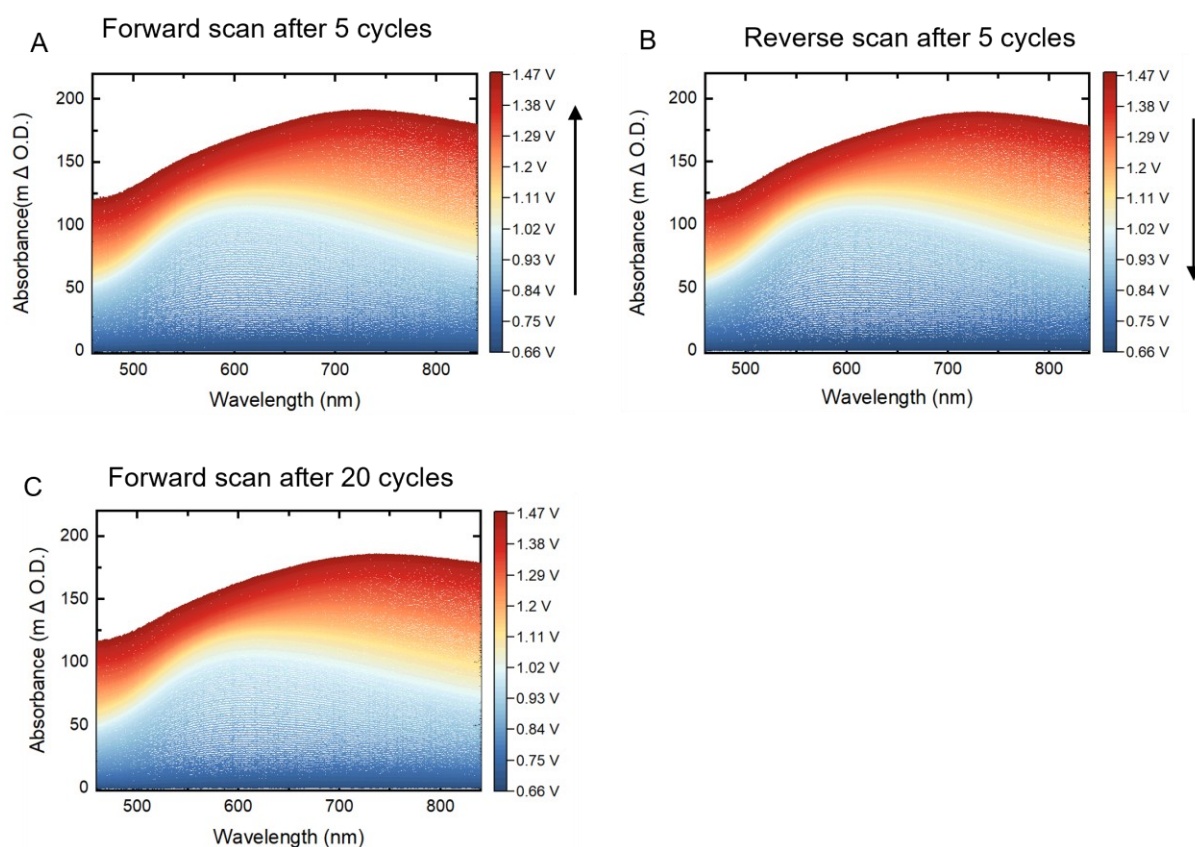 A
Forward scan after 5 cycles
Absorbance(m Δ O.D.)
200
150
100
50
0
500
600
700
800
Wavelength (nm)
1.47 V
1.38 V
1.29 V
1.2 V
1.11 V
1.02 V
0.93 V
0.84 V
0.75 V
0.66 V
B
Reverse scan after 5 cycles
Absorbance (m Δ O.D.)
200
150
100
50
0
500
600
700
800
Wavelength (nm)
1.47 V
1.38 V
1.29 V
1.2 V
1.11 V
1.02 V
0.93 V
0.84 V
0.75 V
0.66 V
C
Forward scan after 20 cycles
Absorbance (m Δ O.D.)
200
150
100
50
0
500
600
700
800
Wavelength (nm)
1.47 V
1.38 V
1.29 V
1.2 V
1.11 V
1.02 V
0.93 V
0.84 V
0.75 V
0.66 V